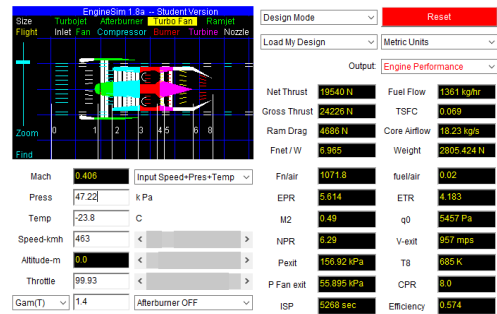 EngineSim 1.8a -- Student Version
Size Turbojet Afterburner Turbo Fan Ramjet
Flight Inlet Fan Compressor Burner Turbine Nozzle
Zoom 0 1 2 3 4 5 6 8
Find
Design Mode Reset
Load My Design Metric Units
Output: Engine Performance
Net Thrust 19540 N Fuel Flow 1361 kg/hr
Gross Thrust 24226 N TSFC 0.069
Ram Drag 4686 N Core Airflow 18.23 kg/s
Fnet / W 6.965 Weight 2805.424 N
Mach 0.406 Input Speed+Pres+Temp Fn/air 1071.8 fuel/air 0.02
Press 47.22 k Pa EPR 5.614 ETR 4.183
Temp -23.8 C M2 0.49 q0 5457 Pa
Speed-kmh 463 < > NPR 6.29 V-exit 957 mps
Altitude-m 0.0 < > Pexit 156.92 kPa T8 685 K
Throttle 99.93 < > P Fan exit 55.895 kPa CPR 8.0
Gam(T) 1.4 Afterburner OFF ISP 5268 sec Efficiency 0.574